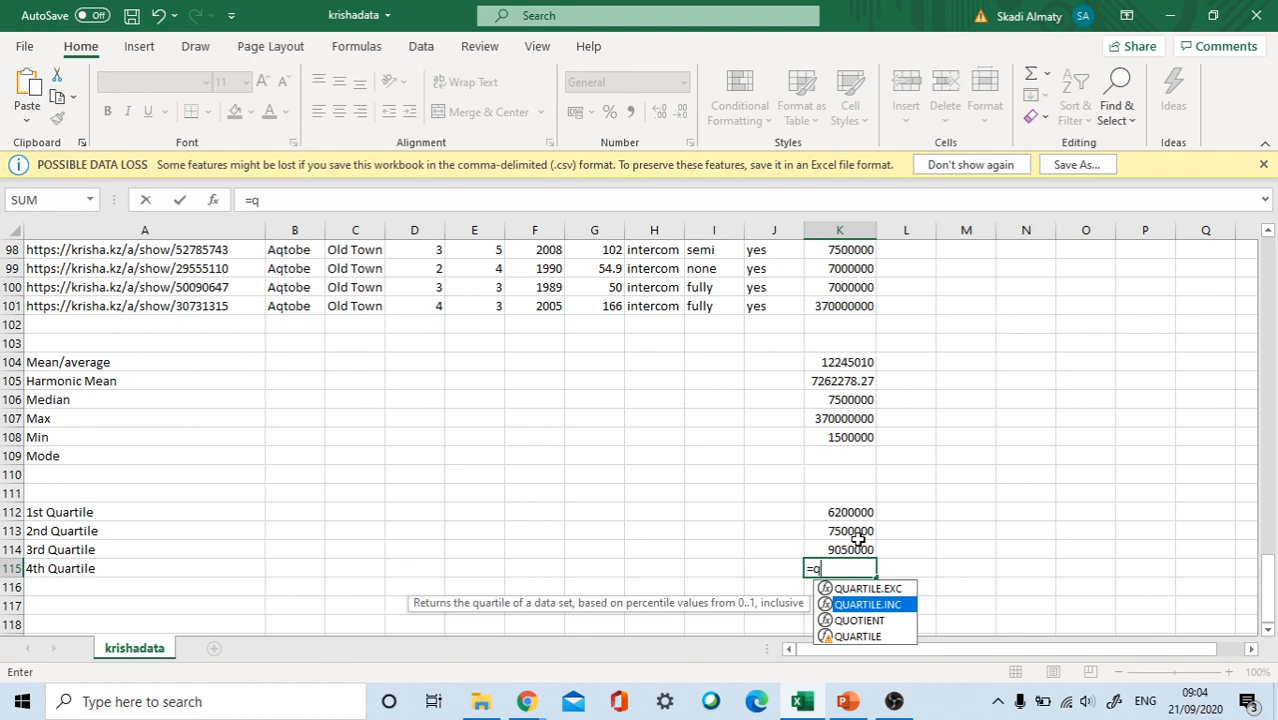 AutoSave Off krishadata Search Skadi Almaty SA
File Home Insert Draw Page Layout Formulas Data Review View Help Share Comments
Paste 11 B I U Wrap Text Merge & Center General % Conditional Formatting Format as Table Cell Styles Insert Delete Format Sort & Filter Find & Select Ideas
Clipboard Font Alignment Number Styles Cells Editing Ideas
POSSIBLE DATA LOSS Some features might be lost if you save this workbook in the comma-delimited (.csv) format. To preserve these features, save it in an Excel file format. Don't show again Save As...
SUM fx =q
A B C D E F G H I J K L M N O P Q
98 https://krisha.kz/a/show/52785743 Aqtobe Old Town 3 5 2008 102 intercom semi yes 7500000
99 https://krisha.kz/a/show/29555110 Aqtobe Old Town 2 4 1990 54.9 intercom none yes 7000000
100 https://krisha.kz/a/show/50090647 Aqtobe Old Town 3 3 1989 50 intercom fully yes 7000000
101 https://krisha.kz/a/show/30731315 Aqtobe Old Town 4 3 2005 166 intercom fully yes 370000000
102
103
104 Mean/average 12245010
105 Harmonic Mean 7262278.27
106 Median 7500000
107 Max 370000000
108 Min 1500000
109 Mode
110
111
112 1st Quartile 6200000
113 2nd Quartile 7500000
114 3rd Quartile 9050000
115 4th Quartile =q
116 QUARTILE.EXC
117 Returns the quartile of a data set, based on percentile values from 0..1, inclusive QUARTILE.INC
118 QUOTIENT
QUARTILE
krishadata
Enter 100%
Type here to search ENG 09:04
21/09/2020 3